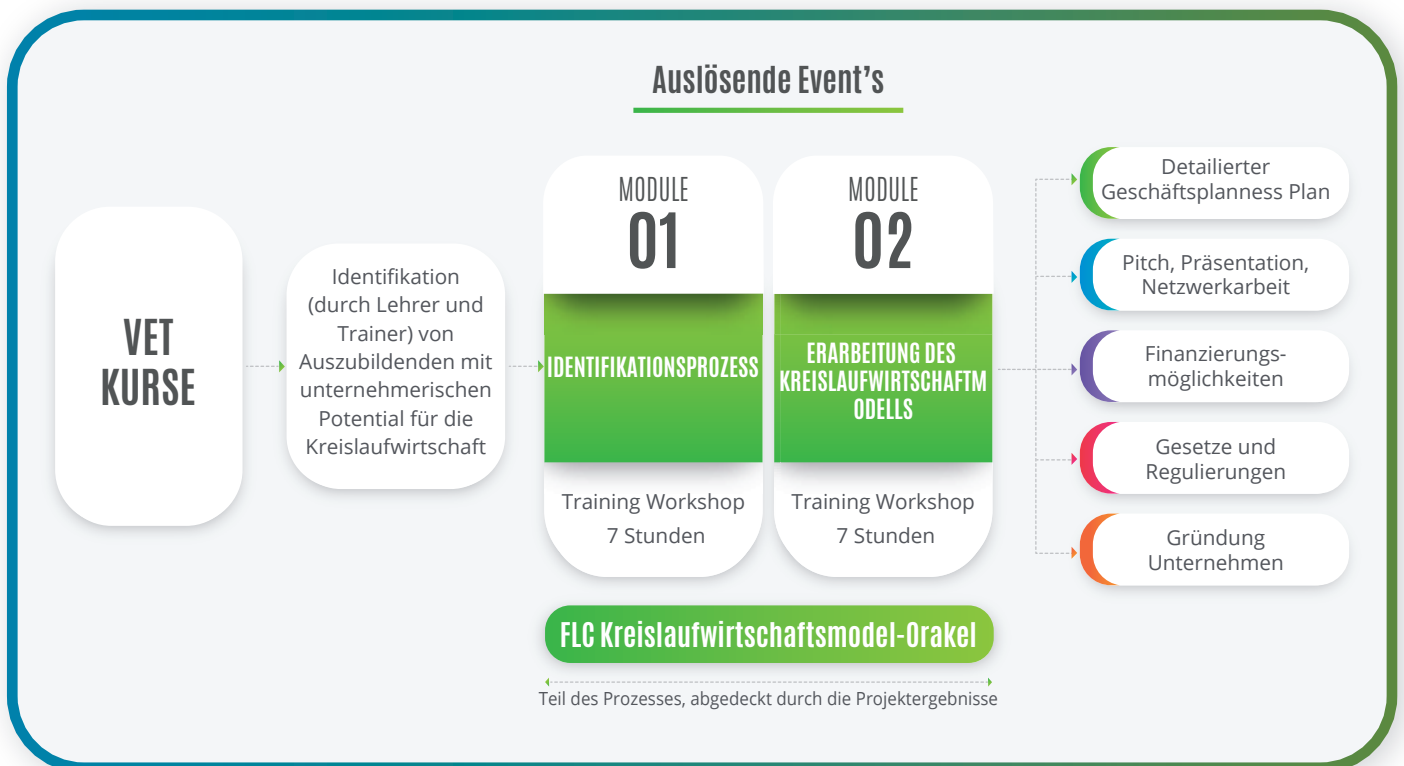 Auslösende Event's
VET
KURSE
Identifikation
(durch Lehrer und
Trainer) von
Auszubildenden mit
unternehmerischen
Potential für die
Kreislaufwirtschaft
MODULE
01
IDENTIFIKATIONSPROZESS
Training Workshop
7 Stunden
MODULE
02
ERARBEITUNG DES
KREISLAUFWIRTSCHAFTM
ODELLS
Training Workshop
7 Stunden
FLC Kreislaufwirtschaftsmodel-Orakel
Teil des Prozesses, abgedeckt durch die Projektergebnisse
Detailierter
Geschäftsplanness Plan
Pitch, Präsentation,
Netzwerkarbeit
Finanzierungs-
möglichkeiten
Gesetze und
Regulierungen
Gründung
Unternehmen